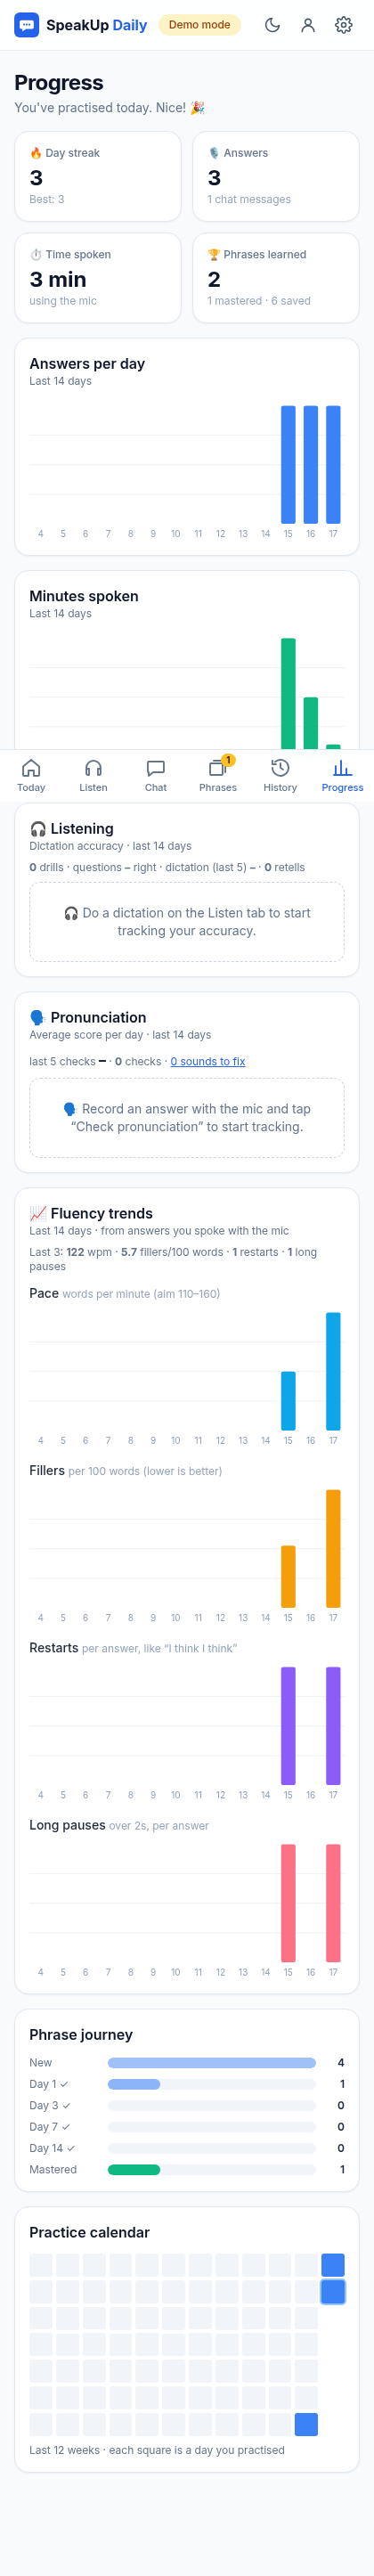 SpeakUp Daily Demo mode
Progress
You've practised today. Nice! 🎉
🔥 Day streak
3
Best: 3
🎙️ Answers
3
1 chat messages
⏱️ Time spoken
3 min
using the mic
🏆 Phrases learned
2
1 mastered · 6 saved
Answers per day
Last 14 days
4 5 6 7 8 9 10 11 12 13 14 15 16 17
Minutes spoken
Last 14 days
Today Listen Chat 1 Phrases History Progress
🎧 Listening
Dictation accuracy · last 14 days
0 drills · questions – right · dictation (last 5) – · 0 retells
🎧 Do a dictation on the Listen tab to start
tracking your accuracy.
🗣️ Pronunciation
Average score per day · last 14 days
last 5 checks – · 0 checks · 0 sounds to fix
🗣️ Record an answer with the mic and tap
“Check pronunciation” to start tracking.
📈 Fluency trends
Last 14 days · from answers you spoke with the mic
Last 3: 122 wpm · 5.7 fillers/100 words · 1 restarts · 1 long
pauses
Pace words per minute (aim 110–160)
4 5 6 7 8 9 10 11 12 13 14 15 16 17
Fillers per 100 words (lower is better)
4 5 6 7 8 9 10 11 12 13 14 15 16 17
Restarts per answer, like “I think I think”
4 5 6 7 8 9 10 11 12 13 14 15 16 17
Long pauses over 2s, per answer
4 5 6 7 8 9 10 11 12 13 14 15 16 17
Phrase journey
New 4
Day 1 ✓ 1
Day 3 ✓ 0
Day 7 ✓ 0
Day 14 ✓ 0
Mastered 1
Practice calendar
Last 12 weeks · each square is a day you practised